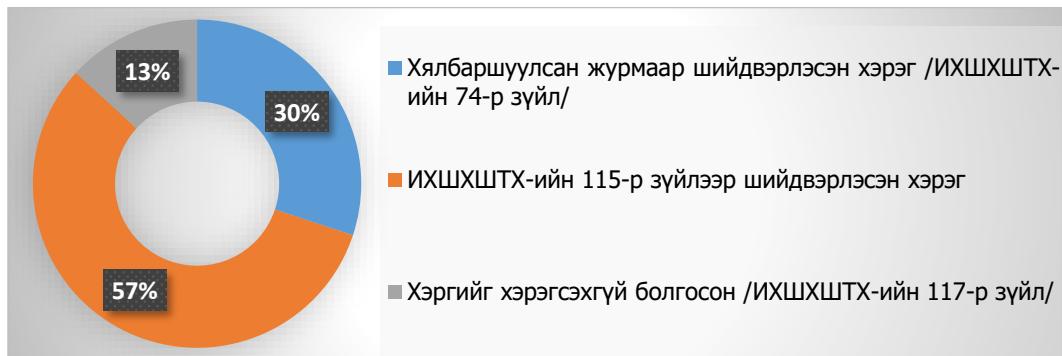 13%
30%
57%
Хялбаршуулсан журмаар шийдвэрлэсэн хэрэг /ИХШХШТХ-
ийн 74-р зүйл/
ИХШХШТХ-ийн 115-р зүйлээр шийдвэрлэсэн хэрэг
Хэргийг хэрэгсэхгүй болгосон /ИХШХШТХ-ийн 117-р зүйл/